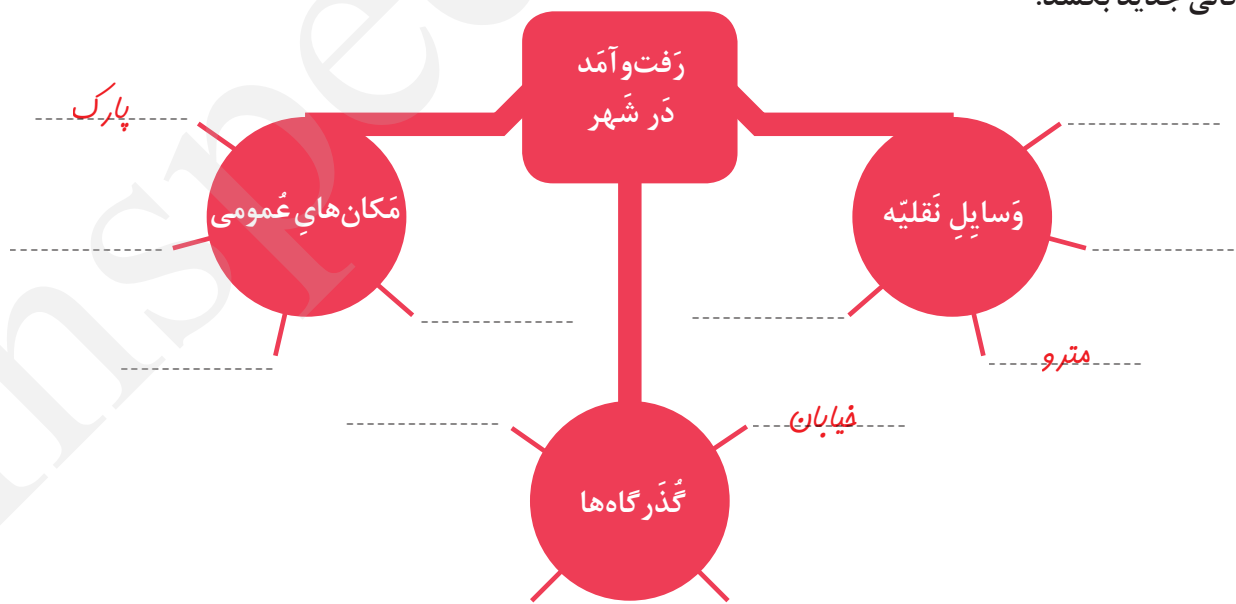 رَفت‌وآمَد
دَر شَهر
وَسایِلِ نَقلیّه
مترو
مَکان‌هایِ عُمومی
پارک
گُذَرگاه‌ها
خیابان